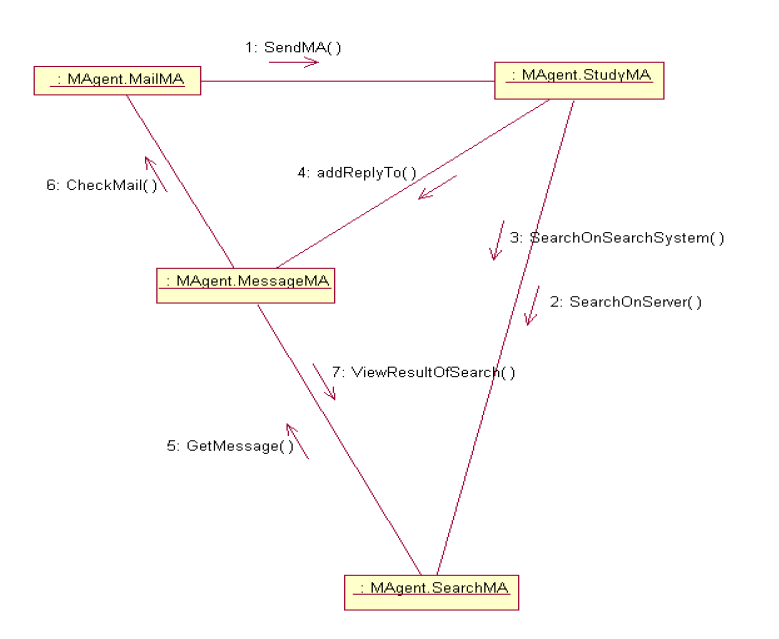 1: SendMA( )
: MAgent.MailMA
: MAgent.StudyMA
4: addReplyTo( )
6: CheckMail( )
3: SearchOnSearchSystem( )
: MAgent.MessageMA
2: SearchOnServer( )
7: ViewResultOfSearch( )
5: GetMessage( )
: MAgent.SearchMA